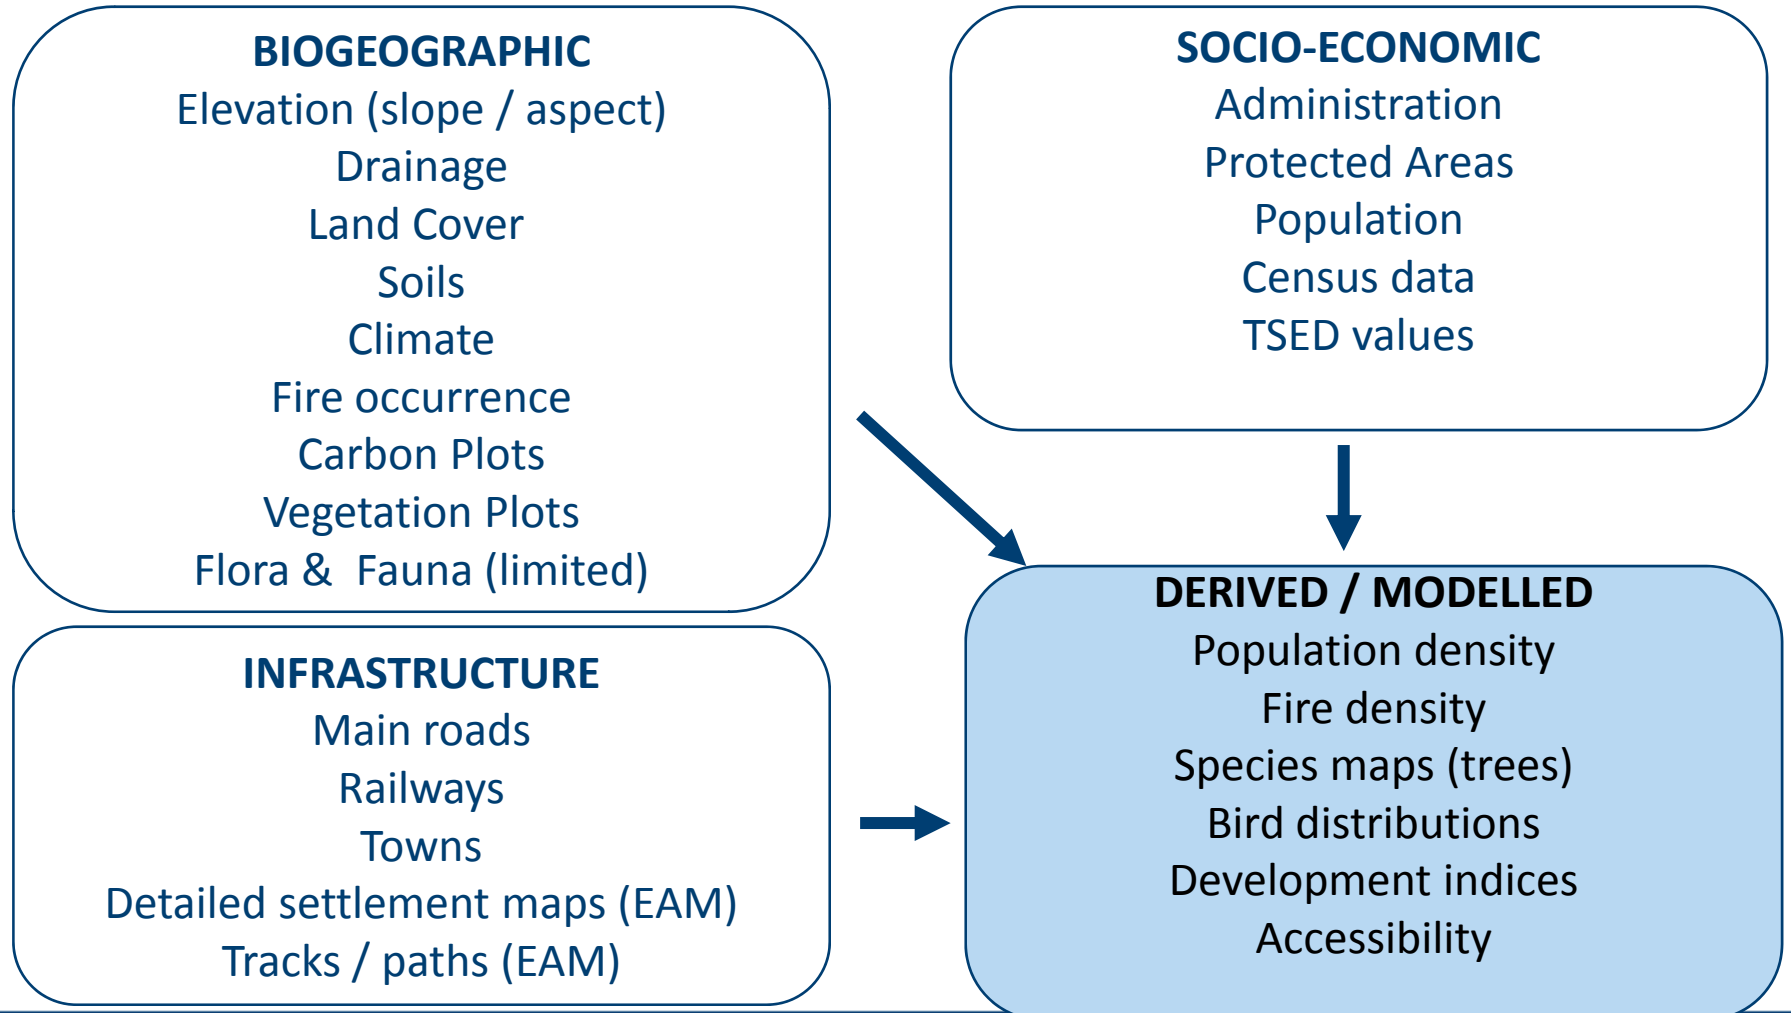 BIOGEOGRAPHIC
Elevation (slope / aspect)
Drainage
Land Cover
Soils
Climate
Fire occurrence
Carbon Plots
Vegetation Plots
Flora & Fauna (limited)
SOCIO-ECONOMIC
Administration
Protected Areas
Population
Census data
TSED values
INFRASTRUCTURE
Main roads
Railways
Towns
Detailed settlement maps (EAM)
Tracks / paths (EAM)
DERIVED / MODELLED
Population density
Fire density
Species maps (trees)
Bird distributions
Development indices
Accessibility